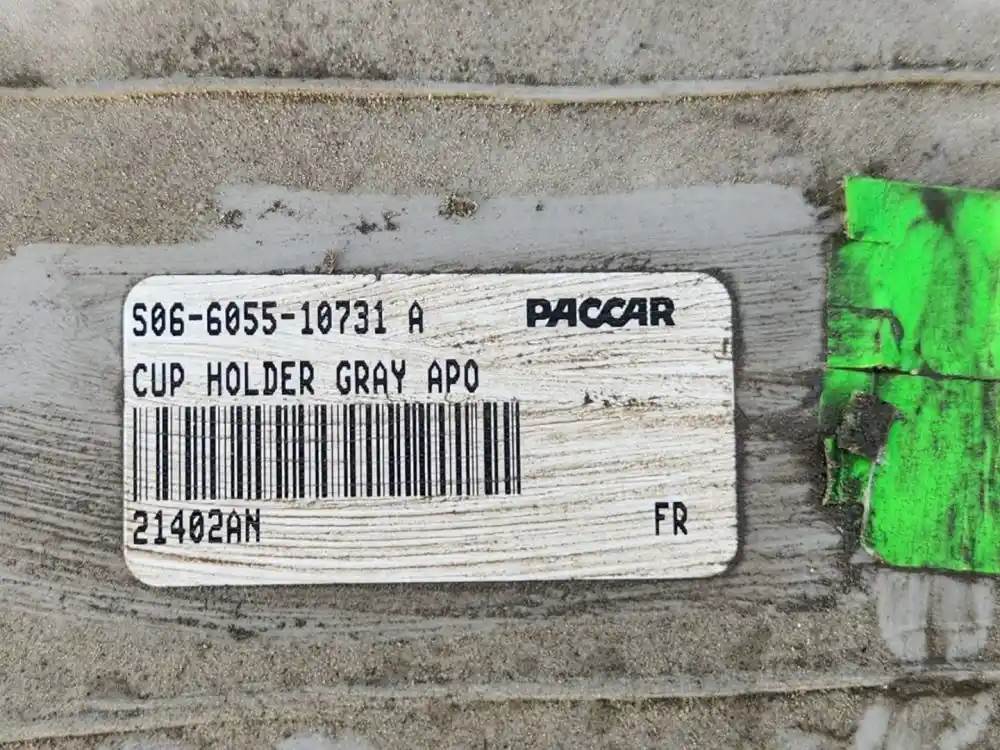 S06-6055-10731 A PACCAR
CUP HOLDER GRAY APO
21402AN FR